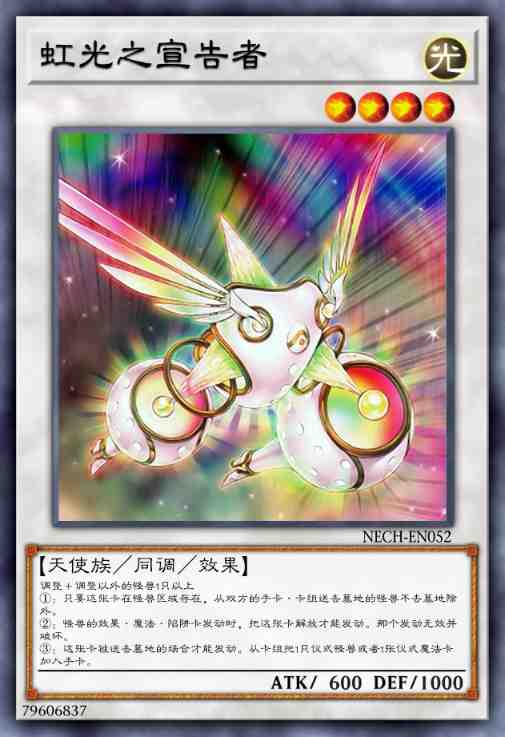 虹光之宣告者
光
NECH-EN052
【天使族／同调／效果】
调整＋调整以外的怪兽1只以上
①：只要这张卡在怪兽区域存在，从双方的手卡·卡组送去墓地的怪兽不去墓地除
外。
②：怪兽的效果·魔法·陷阱卡发动时，把这张卡解放才能发动。那个发动无效并
破坏。
③：这张卡被送去墓地的场合才能发动。从卡组把1只仪式怪兽或者1张仪式魔法卡
加入手卡。
ATK/ 600 DEF/1000
79606837